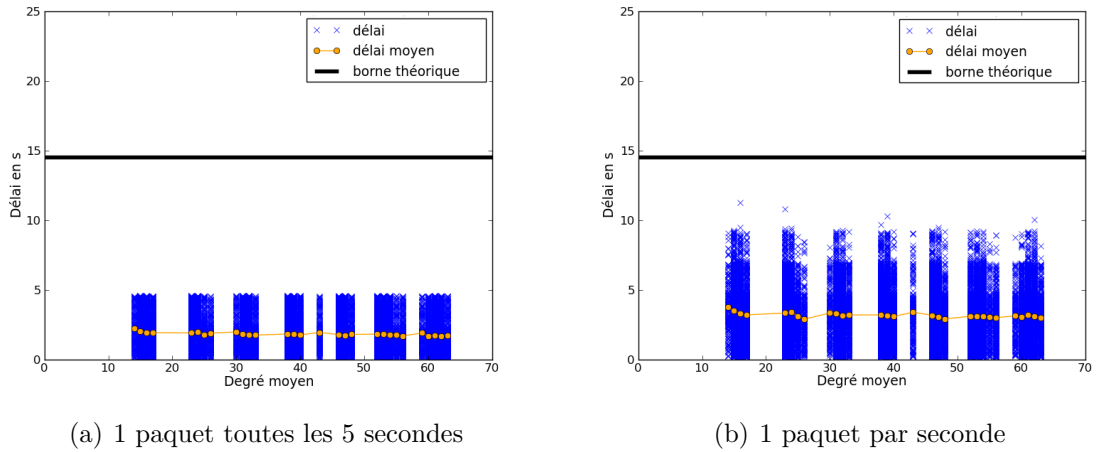 25
20
15
10
5
0
0 10 20 30 40 50 60 70
Délai en s
Degré moyen
délai
délai moyen
borne théorique
(a) 1 paquet toutes les 5 secondes
25
20
15
10
5
0
0 10 20 30 40 50 60 70
Délai en s
Degré moyen
délai
délai moyen
borne théorique
(b) 1 paquet par seconde